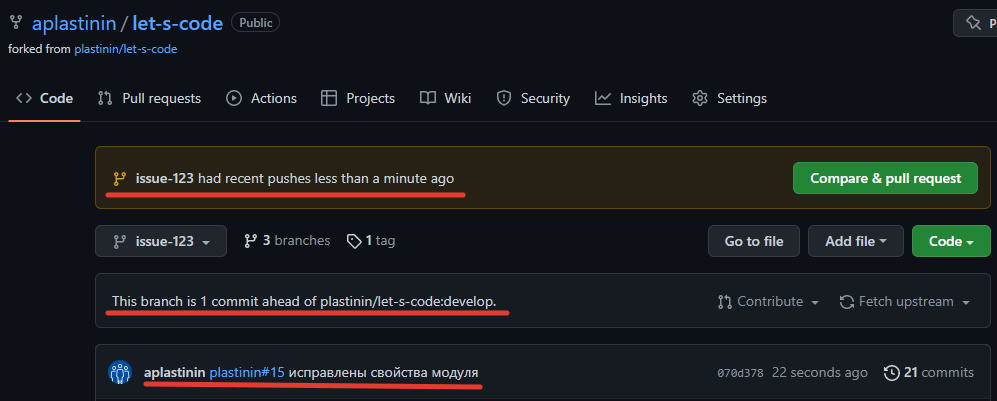 aplastinin / let-s-code Public
P
forked from plastinin/let-s-code
Code Pull requests Actions Projects Wiki Security Insights Settings
issue-123 had recent pushes less than a minute ago Compare & pull request
issue-123 3 branches 1 tag Go to file Add file Code
This branch is 1 commit ahead of plastinin/let-s-code:develop. Contribute Fetch upstream
aplastinin plastinin#15 исправлены свойства модуля 070d378 22 seconds ago 21 commits